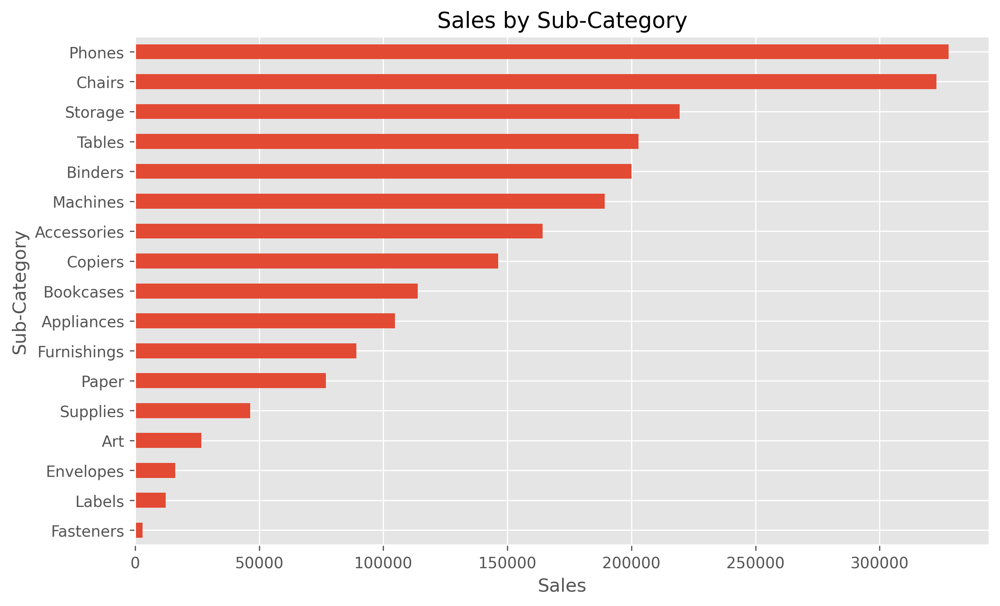 Sales by Sub-Category
Phones
Chairs
Storage
Tables
Binders
Machines
Accessories
Copiers
Bookcases
Appliances
Furnishings
Paper
Supplies
Art
Envelopes
Labels
Fasteners
Sub-Category
0 50000 100000 150000 200000 250000 300000
Sales